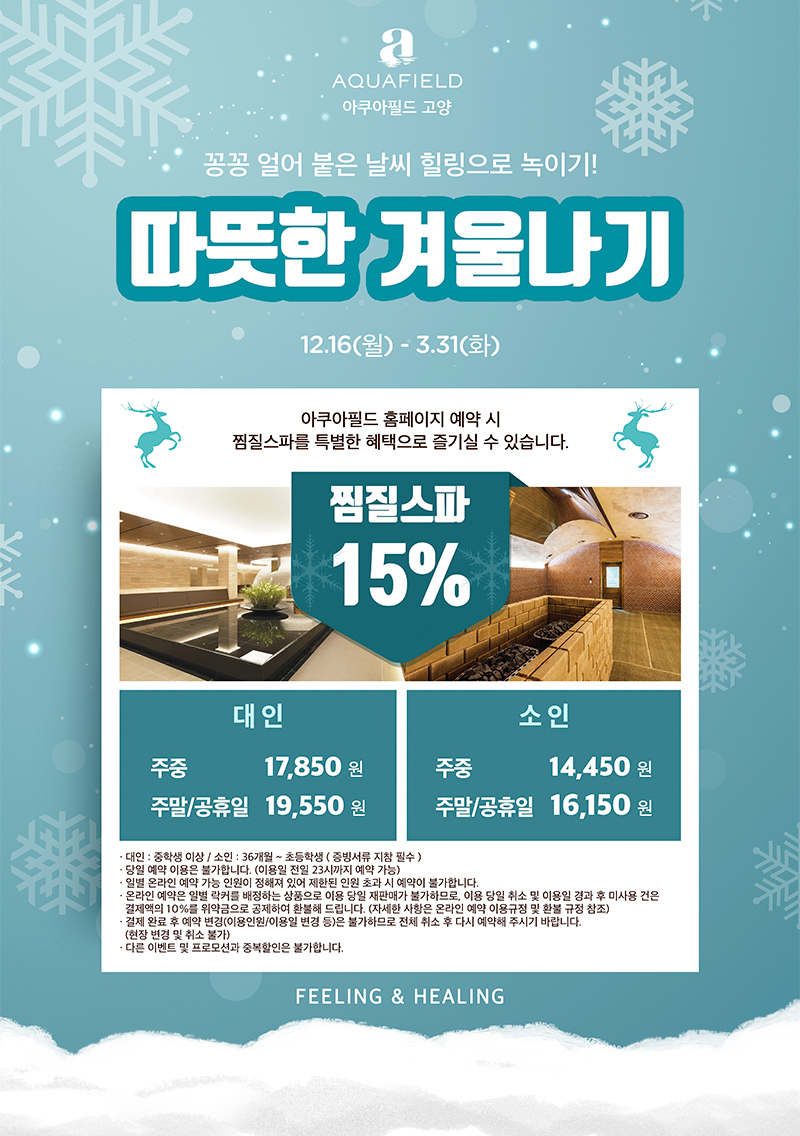 a
AQUAFIELD
아쿠아필드 고양
꽁꽁 얼어 붙은 날씨 힐링으로 녹이기!
따뜻한 겨울나기
12.16(월) - 3.31(화)
아쿠아필드 홈페이지 예약 시
찜질스파를 특별한 혜택으로 즐기실 수 있습니다.
찜질스파
15%
대인
주중 17,850 원
주말/공휴일 19,550 원
소인
주중 14,450 원
주말/공휴일 16,150 원
· 대인 : 중학생 이상 / 소인 : 36개월 ~ 초등학생 ( 증빙서류 지참 필수 )
· 당일 예약 이용은 불가합니다. (이용일 전일 23시까지 예약 가능)
· 일별 온라인 예약 가능 인원이 정해져 있어 제한된 인원 초과 시 예약이 불가합니다.
· 온라인 예약은 일별 락커를 배정하는 상품으로 이용 당일 재판매가 불가하므로, 이용 당일 취소 및 이용일 경과 후 미사용 건은
결제액의 10%를 위약금으로 공제하여 환불해 드립니다. (자세한 사항은 온라인 예약 이용규정 및 환불 규정 참조)
· 결제 완료 후 예약 변경(이용인원/이용일 변경 등)은 불가하므로 전체 취소 후 다시 예약해 주시기 바랍니다.
(현장 변경 및 취소 불가)
· 다른 이벤트 및 프로모션과 중복할인은 불가합니다.
FEELING & HEALING